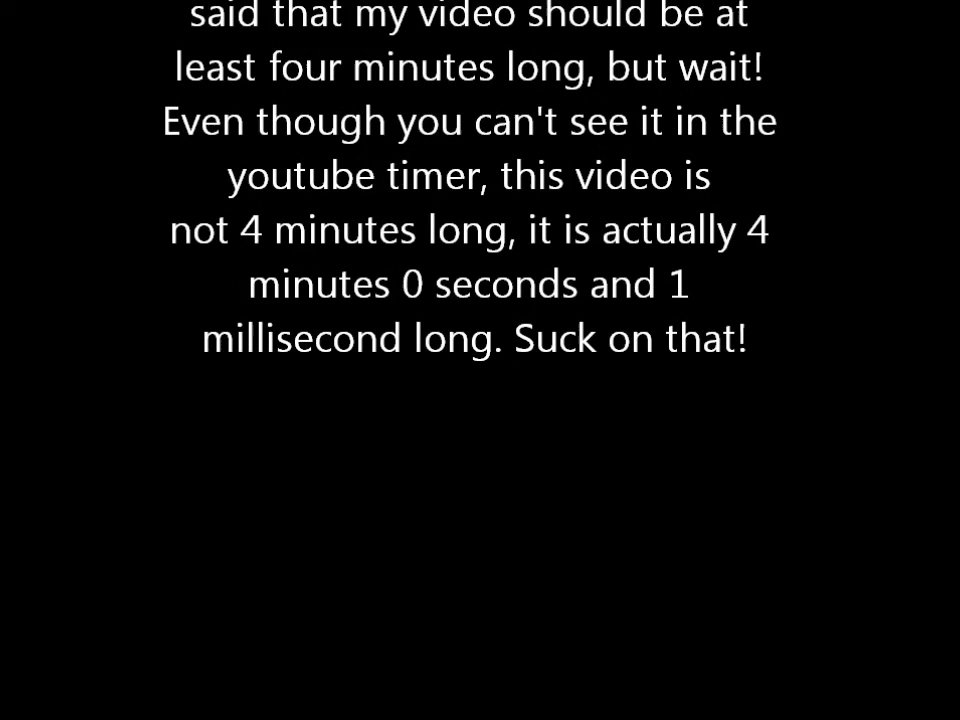 said that my video should be at
least four minutes long, but wait!
Even though you can't see it in the
youtube timer, this video is
not 4 minutes long, it is actually 4
minutes 0 seconds and 1
millisecond long. Suck on that!